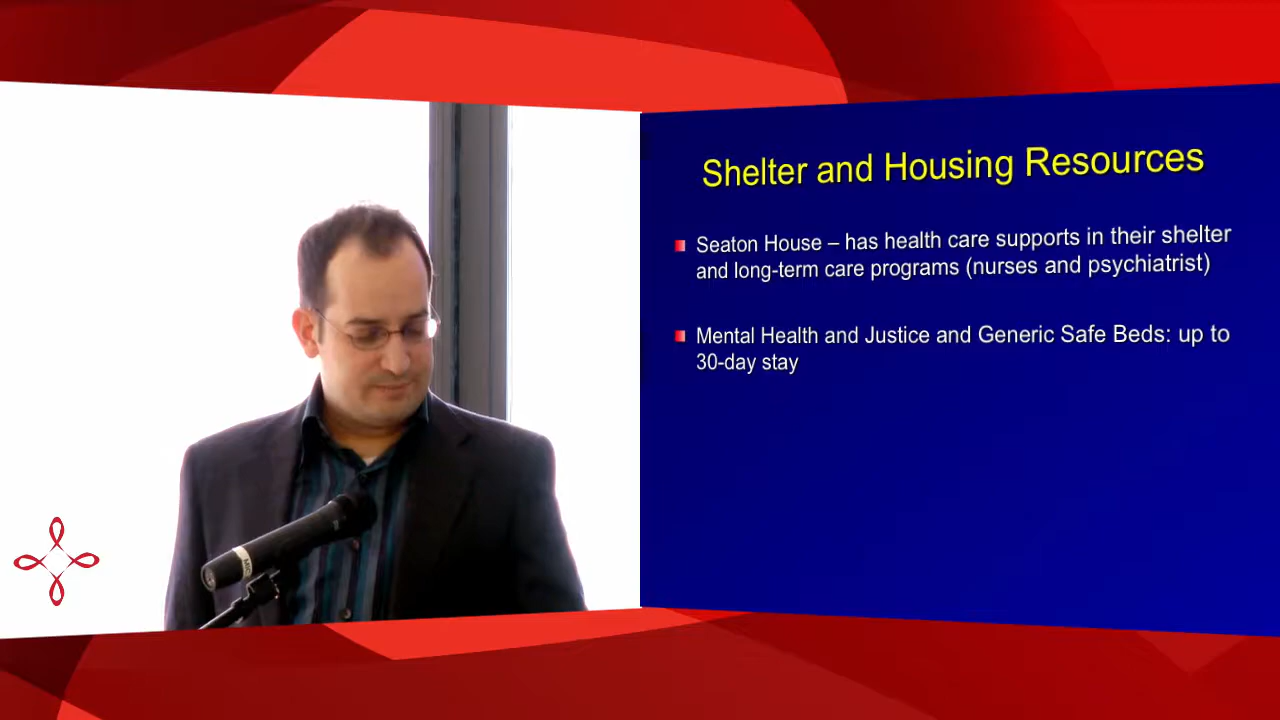 Shelter and Housing Resources
Seaton House – has health care supports in their shelter
and long-term care programs (nurses and psychiatrist)
Mental Health and Justice and Generic Safe Beds: up to
30-day stay